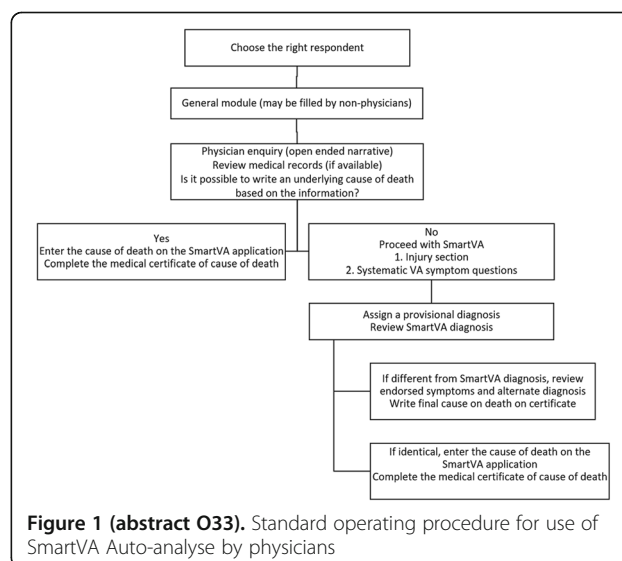 Choose the right respondent
General module (may be filled by non-physicians)
Physician enquiry (open ended narrative)
Review medical records (if available)
Is it possible to write an underlying cause of death
based on the information?
Yes
Enter the cause of death on the SmartVA application
Complete the medical certificate of cause of death
No
Proceed with SmartVA
1. Injury section
2. Systematic VA symptom questions
Assign a provisional diagnosis
Review SmartVA diagnosis
If different from SmartVA diagnosis, review
endorsed symptoms and alternate diagnosis
Write final cause on death on certificate
If identical, enter the cause of death on the
SmartVA application
Complete the medical certificate of cause of death
Figure 1 (abstract O33). Standard operating procedure for use of
SmartVA Auto-analyse by physicians